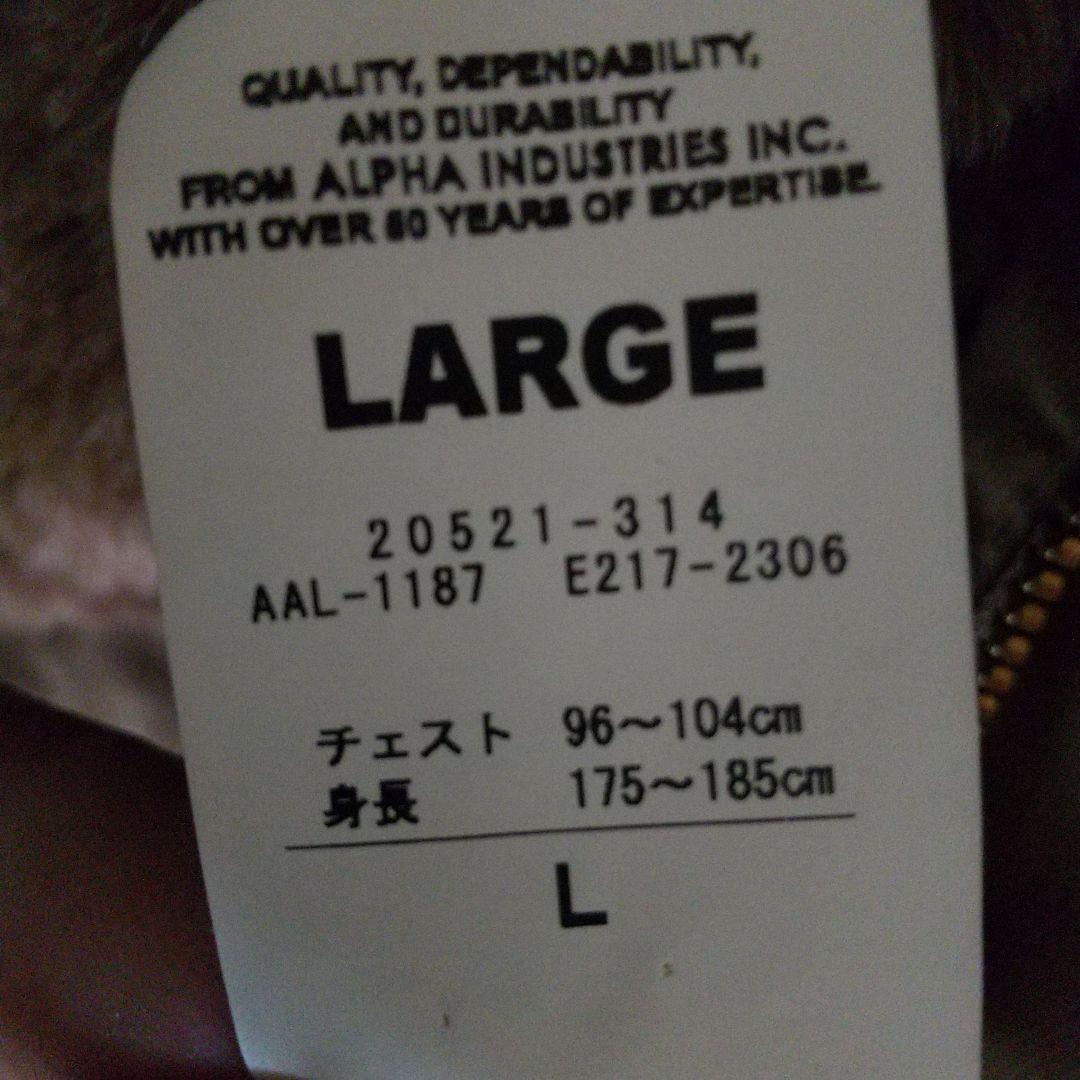 QUALITY, DEPENDABILITY,
AND DURABILITY
FROM ALPHA INDUSTRIES INC.
WITH OVER 50 YEARS OF EXPERTISE.
LARGE
20521-314
AAL-1187 E217-2306
チェスト 96～104cm
身長 175～185cm
L